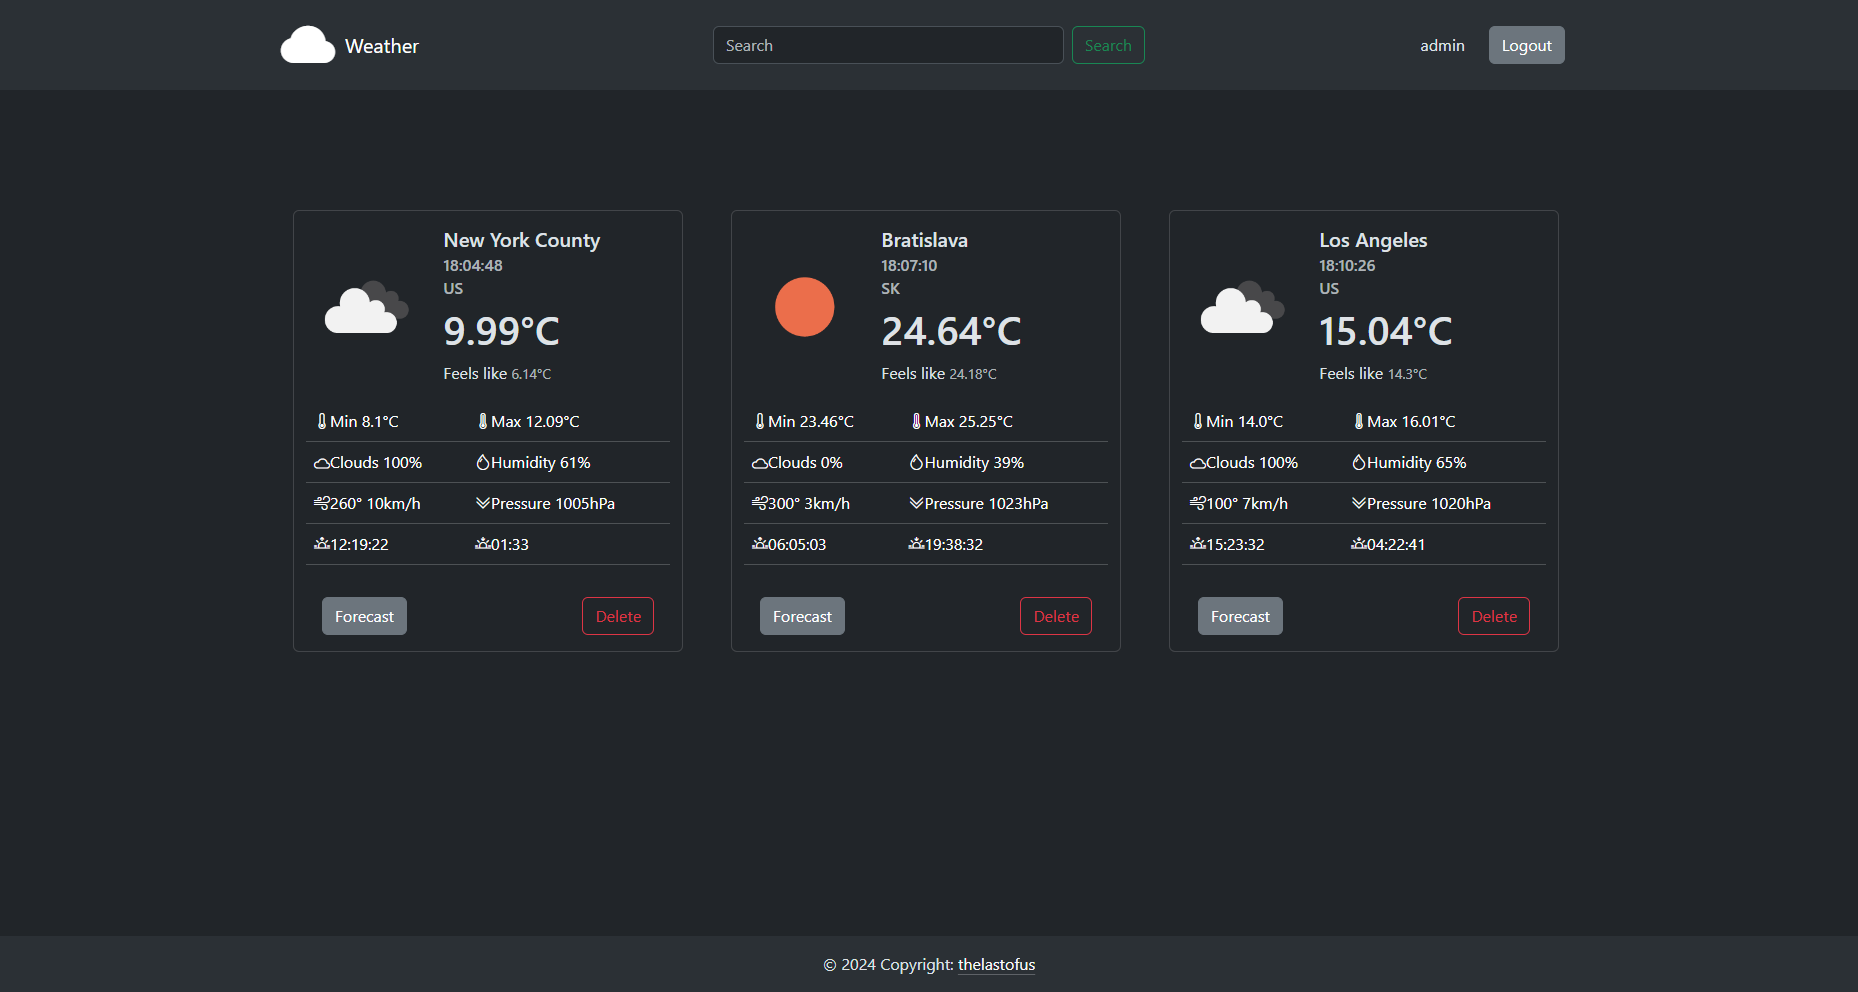 Weather
Search
Search
admin
Logout
New York County
18:04:48
US
9.99°C
Feels like 6.14°C
Min 8.1°C Max 12.09°C
Clouds 100% Humidity 61%
260° 10km/h Pressure 1005hPa
12:19:22 01:33
Forecast Delete
Bratislava
18:07:10
SK
24.64°C
Feels like 24.18°C
Min 23.46°C Max 25.25°C
Clouds 0% Humidity 39%
300° 3km/h Pressure 1023hPa
06:05:03 19:38:32
Forecast Delete
Los Angeles
18:10:26
US
15.04°C
Feels like 14.3°C
Min 14.0°C Max 16.01°C
Clouds 100% Humidity 65%
100° 7km/h Pressure 1020hPa
15:23:32 04:22:41
Forecast Delete
© 2024 Copyright: thelastofus